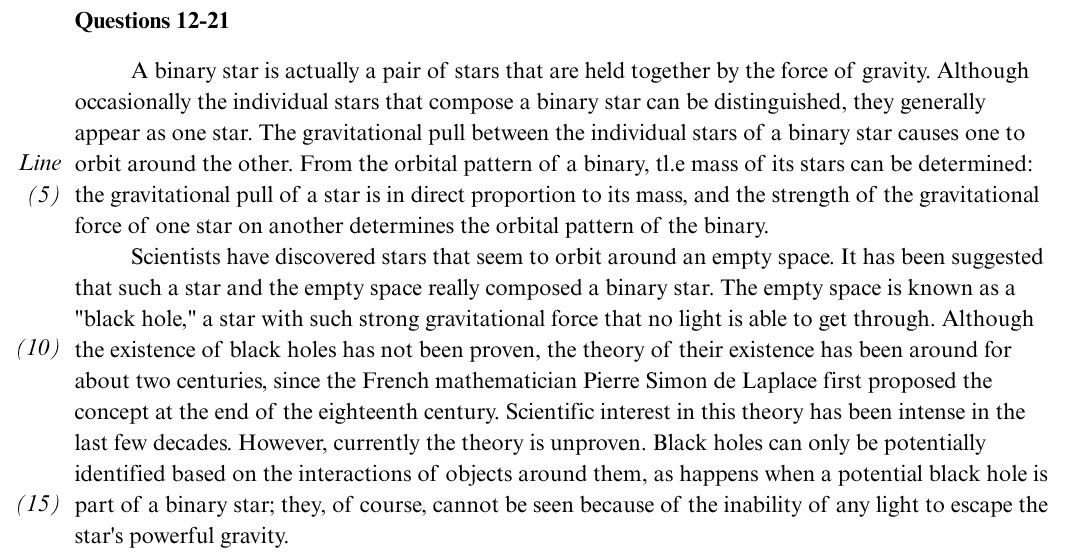 Questions 12-21
A binary star is actually a pair of stars that are held together by the force of gravity. Although
occasionally the individual stars that compose a binary star can be distinguished, they generally
appear as one star. The gravitational pull between the individual stars of a binary star causes one to
Line orbit around the other. From the orbital pattern of a binary, tl.e mass of its stars can be determined:
(5) the gravitational pull of a star is in direct proportion to its mass, and the strength of the gravitational
force of one star on another determines the orbital pattern of the binary.
Scientists have discovered stars that seem to orbit around an empty space. It has been suggested
that such a star and the empty space really composed a binary star. The empty space is known as a
"black hole," a star with such strong gravitational force that no light is able to get through. Although
(10) the existence of black holes has not been proven, the theory of their existence has been around for
about two centuries, since the French mathematician Pierre Simon de Laplace first proposed the
concept at the end of the eighteenth century. Scientific interest in this theory has been intense in the
last few decades. However, currently the theory is unproven. Black holes can only be potentially
identified based on the interactions of objects around them, as happens when a potential black hole is
(15) part of a binary star; they, of course, cannot be seen because of the inability of any light to escape the
star's powerful gravity.